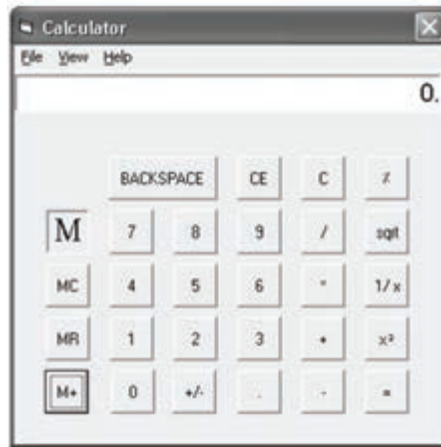 Calculator
File View Help
0.
BACKSPACE CE C %
M 7 8 9 / sqrt
MC 4 5 6 * 1/x
MR 1 2 3 + x²
M+ 0 +/- . - =